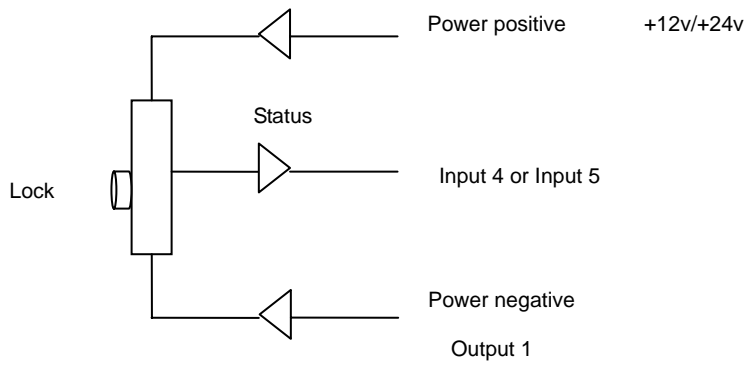 Power positive +12v/+24v
Status
Input 4 or Input 5
Lock
Power negative
Output 1